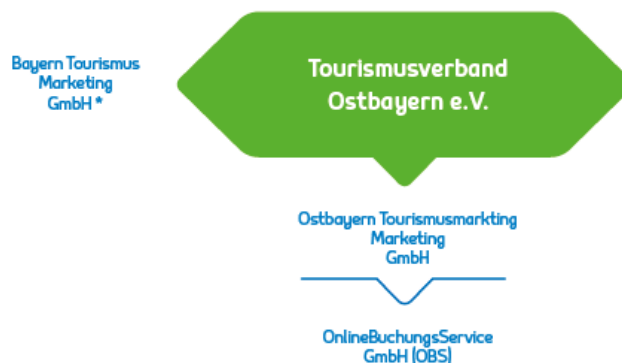 Bayern Tourismus
Marketing
GmbH *
Tourismusverband
Ostbayern e.V.
Ostbayern Tourismusmarkting
Marketing
GmbH
OnlineBuchungsService
GmbH (OBS)